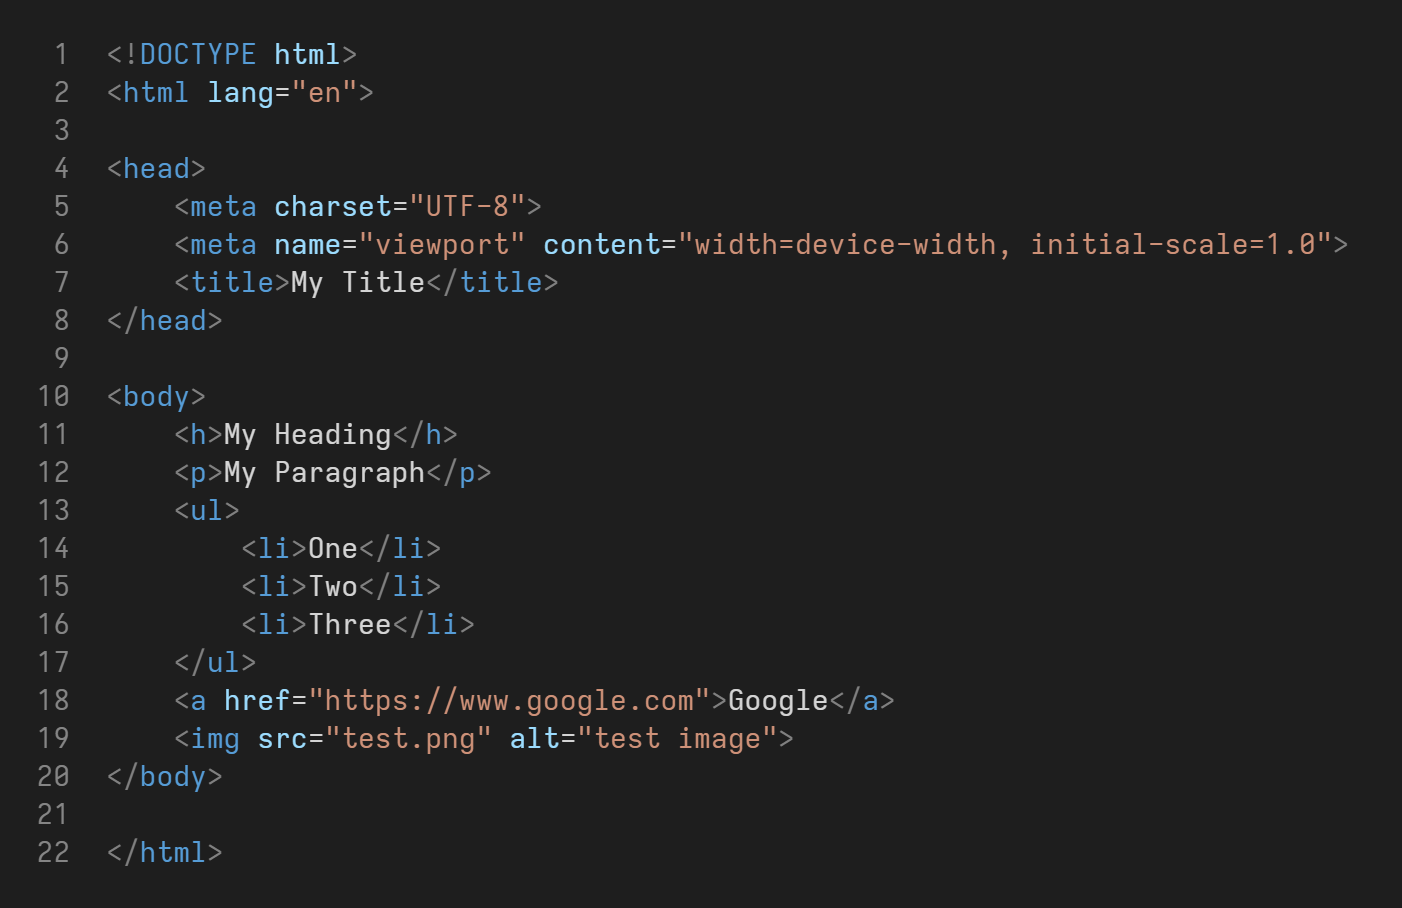 1 <!DOCTYPE html>
2 <html lang="en">
3
4 <head>
5     <meta charset="UTF-8">
6     <meta name="viewport" content="width=device-width, initial-scale=1.0">
7     <title>My Title</title>
8 </head>
9
10 <body>
11     <h>My Heading</h>
12     <p>My Paragraph</p>
13     <ul>
14         <li>One</li>
15         <li>Two</li>
16         <li>Three</li>
17     </ul>
18     <a href="https://www.google.com">Google</a>
19     <img src="test.png" alt="test image">
20 </body>
21
22 </html>